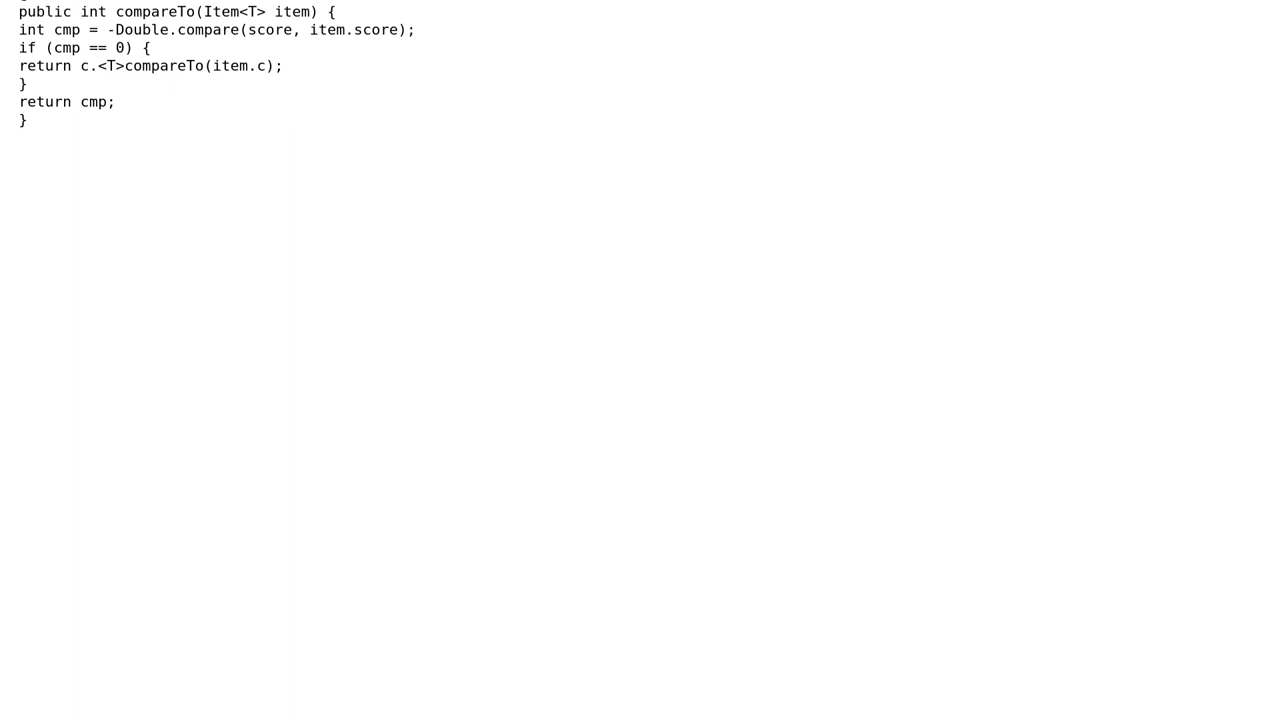 public int compareTo(Item<T> item) {
int cmp = -Double.compare(score, item.score);
if (cmp == 0) {
return c.<T>compareTo(item.c);
}
return cmp;
}